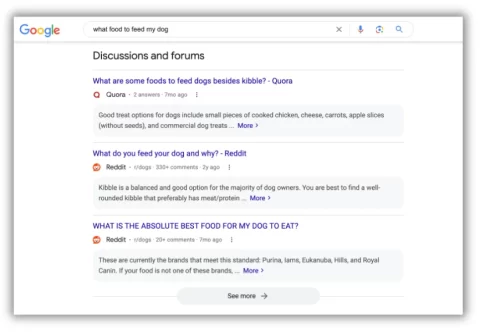 Google
what food to feed my dog
Discussions and forums
What are some foods to feed dogs besides kibble? - Quora
Quora · 2 answers · 7mo ago
Good treat options for dogs include small pieces of cooked chicken, cheese, carrots, apple slices
(without seeds), and commercial dog treats ... More >
What do you feed your dog and why? - Reddit
Reddit · r/dogs · 330+ comments · 2y ago
Kibble is a balanced and good option for the majority of dog owners. You are best to find a well-
rounded kibble that preferably has meat/protein ... More >
WHAT IS THE ABSOLUTE BEST FOOD FOR MY DOG TO EAT?
Reddit · r/dogs · 20+ comments · 7mo ago
These are currently the brands that meet this standard: Purina, Iams, Eukanuba, Hills, and Royal
Canin. If your food is not one of these brands, ... More >
See more →